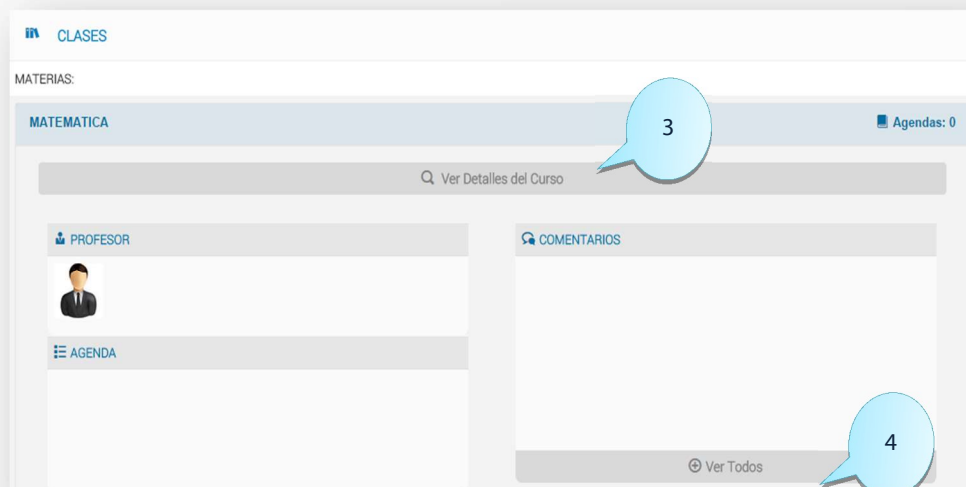 CLASES
MATERIAS:
MATEMATICA
Agendas: 0
3
Ver Detalles del Curso
PROFESOR
COMENTARIOS
AGENDA
4
Ver Todos